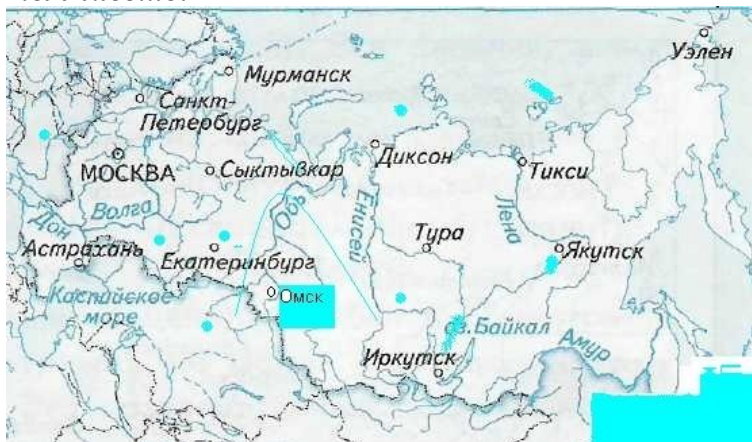 Уэлен
Мурманск
Санкт-
Петербург
МОСКВА
Сыктывкар
Диксон
Тикси
Обь
Енисей
Лена
Волга
Дон
Астрахань
Екатеринбург
Тура
Якутск
Каспийское
море
Омск
оз.Байкал
Амур
Иркутск